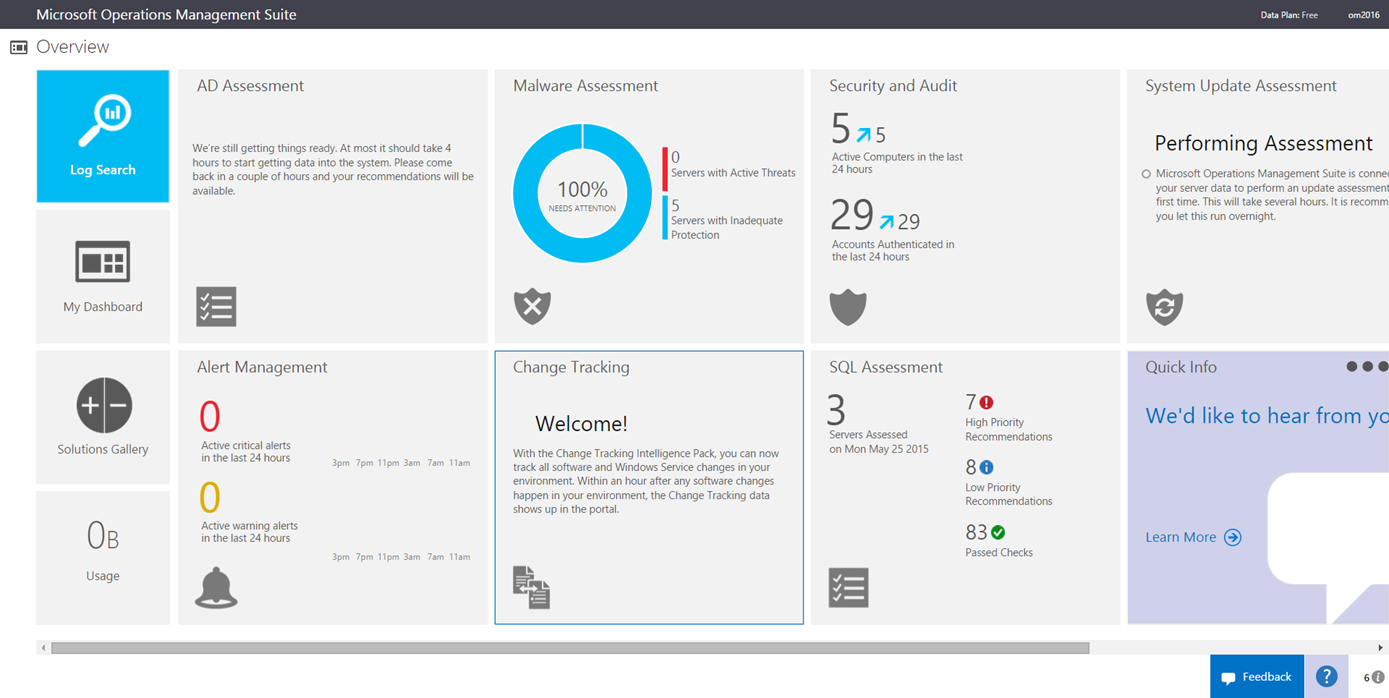 Microsoft Operations Management Suite
Data Plan: Free
om2016
Overview
Log Search
My Dashboard
Solutions Gallery
0B
Usage
AD Assessment
We're still getting things ready. At most it should take 4
hours to start getting data into the system. Please come
back in a couple of hours and your recommendations will be
available.
Malware Assessment
100%
NEEDS ATTENTION
0
Servers with Active Threats
5
Servers with Inadequate
Protection
Security and Audit
5 5
Active Computers in the last
24 hours
29 29
Accounts Authenticated in
the last 24 hours
System Update Assessment
Performing Assessment
Microsoft Operations Management Suite is connec
your server data to perform an update assessment
first time. This will take several hours. It is recomm
you let this run overnight.
Alert Management
0
Active critical alerts
in the last 24 hours
3pm 7pm 11pm 3am 7am 11am
0
Active warning alerts
in the last 24 hours
3pm 7pm 11pm 3am 7am 11am
Change Tracking
Welcome!
With the Change Tracking Intelligence Pack, you can now
track all software and Windows Service changes in your
environment. Within an hour after any software changes
happen in your environment, the Change Tracking data
shows up in the portal.
SQL Assessment
3
Servers Assessed
on Mon May 25 2015
7
High Priority
Recommendations
8
Low Priority
Recommendations
83
Passed Checks
Quick Info
We'd like to hear from yo
Learn More
Feedback
?
6